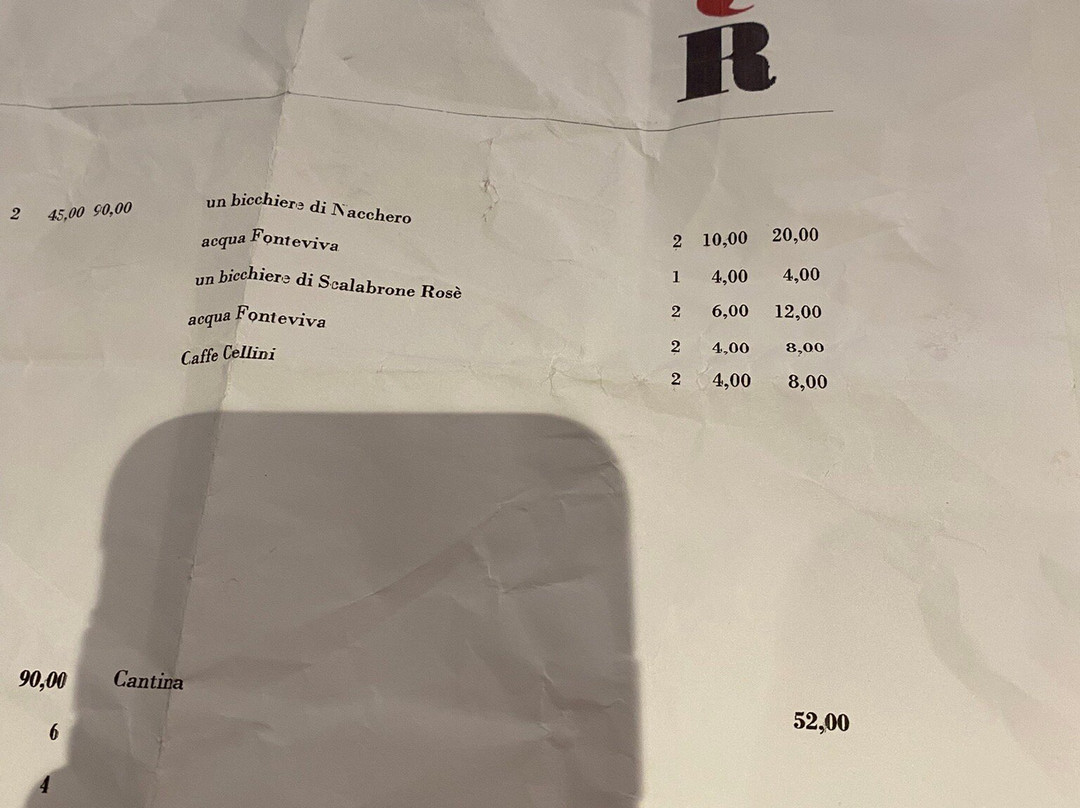 R
2 45,00 90,00
un bicchiere di Nacchero 2 10,00 20,00
acqua Fonteviva 1 4,00 4,00
un bicchiere di Scalabrone Rosè 2 6,00 12,00
acqua Fonteviva 2 4,00 8,00
Caffe Cellini 2 4,00 8,00
90,00 Cantina 52,00
6
4